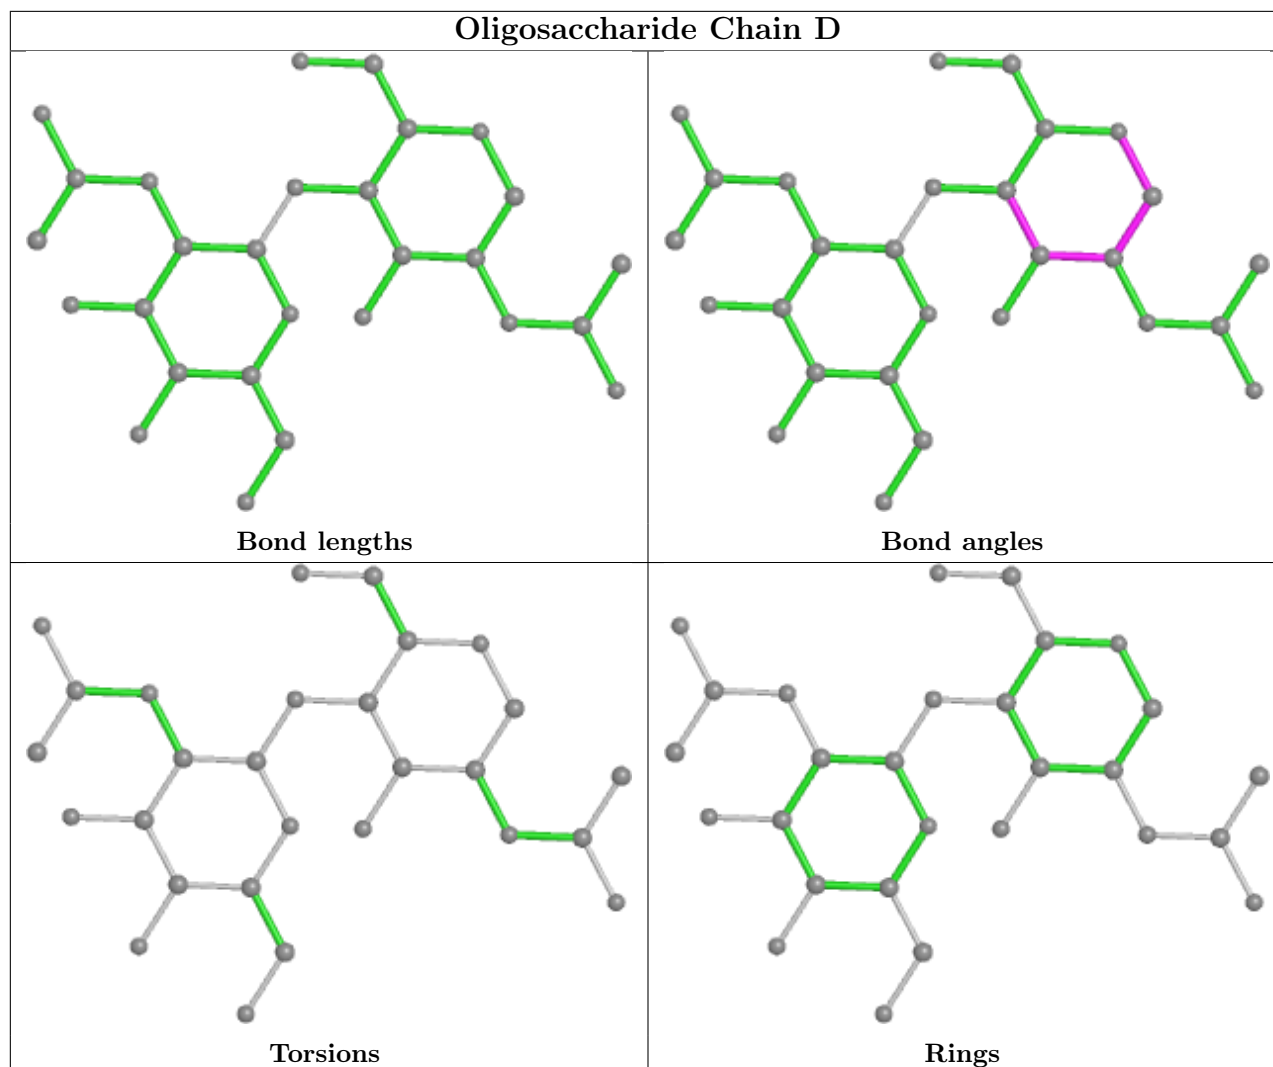 Oligosaccharide Chain D
Bond lengths
Bond angles
Torsions
Rings